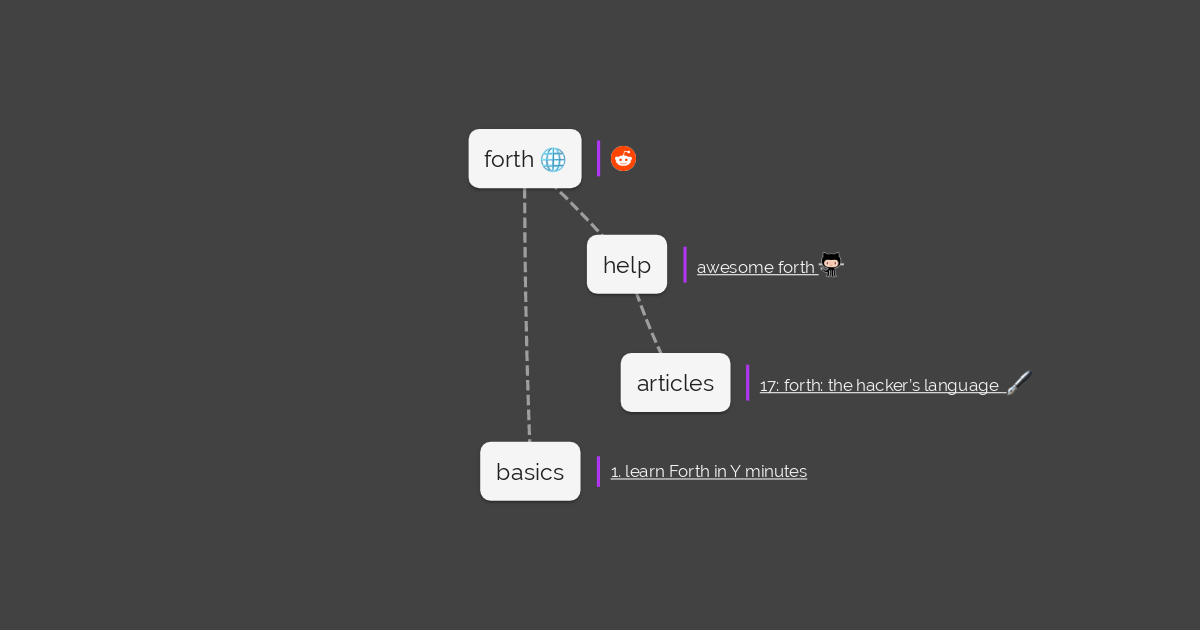 forth
help
awesome forth
articles
17: forth: the hacker's language
basics
1. learn Forth in Y minutes